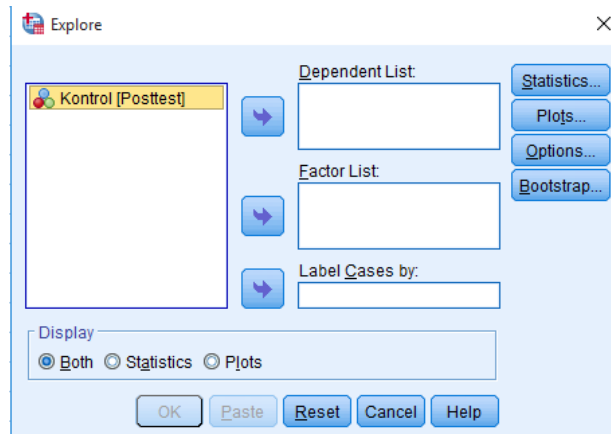 Explore
Kontrol [Posttest]
Dependent List:
Factor List:
Label Cases by:
Statistics...
Plots...
Options...
Bootstrap...
Display
Both Statistics Plots
OK Paste Reset Cancel Help